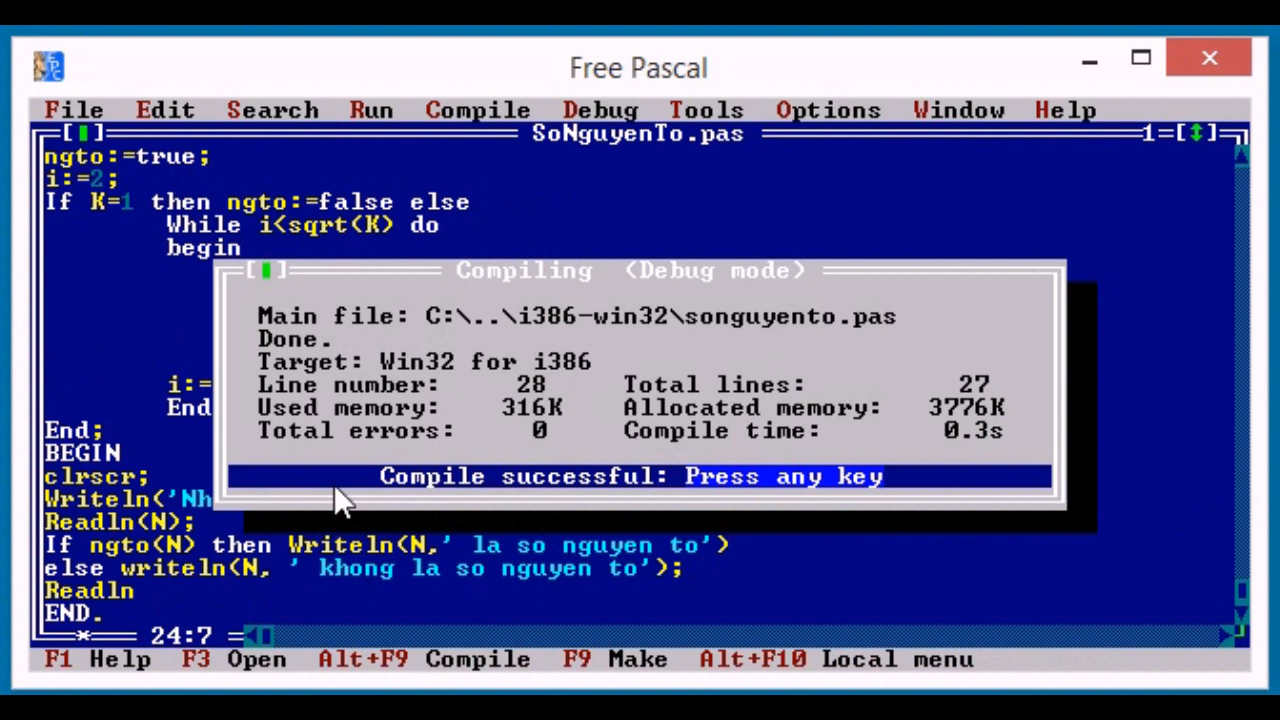 Free Pascal
File Edit Search Run Compile Debug Tools Options Window Help
SoNguyenTo.pas 1=[↕]
ngto:=true;
i:=2;
If K=1 then ngto:=false else
While i<sqrt(K) do
begin
Compiling (Debug mode)
Main file: C:\..\i386-win32\songuyento.pas
Done.
Target: Win32 for i386
Line number: 28 Total lines: 27
Used memory: 316K Allocated memory: 3776K
Total errors: 0 Compile time: 0.3s
Compile successful: Press any key
i:=
End
End;
BEGIN
clrscr;
Writeln('Nh
Readln(N);
If ngto(N) then Writeln(N,' la so nguyen to')
else writeln(N, ' khong la so nguyen to');
Readln
END.
24:7
F1 Help F3 Open Alt+F9 Compile F9 Make Alt+F10 Local menu